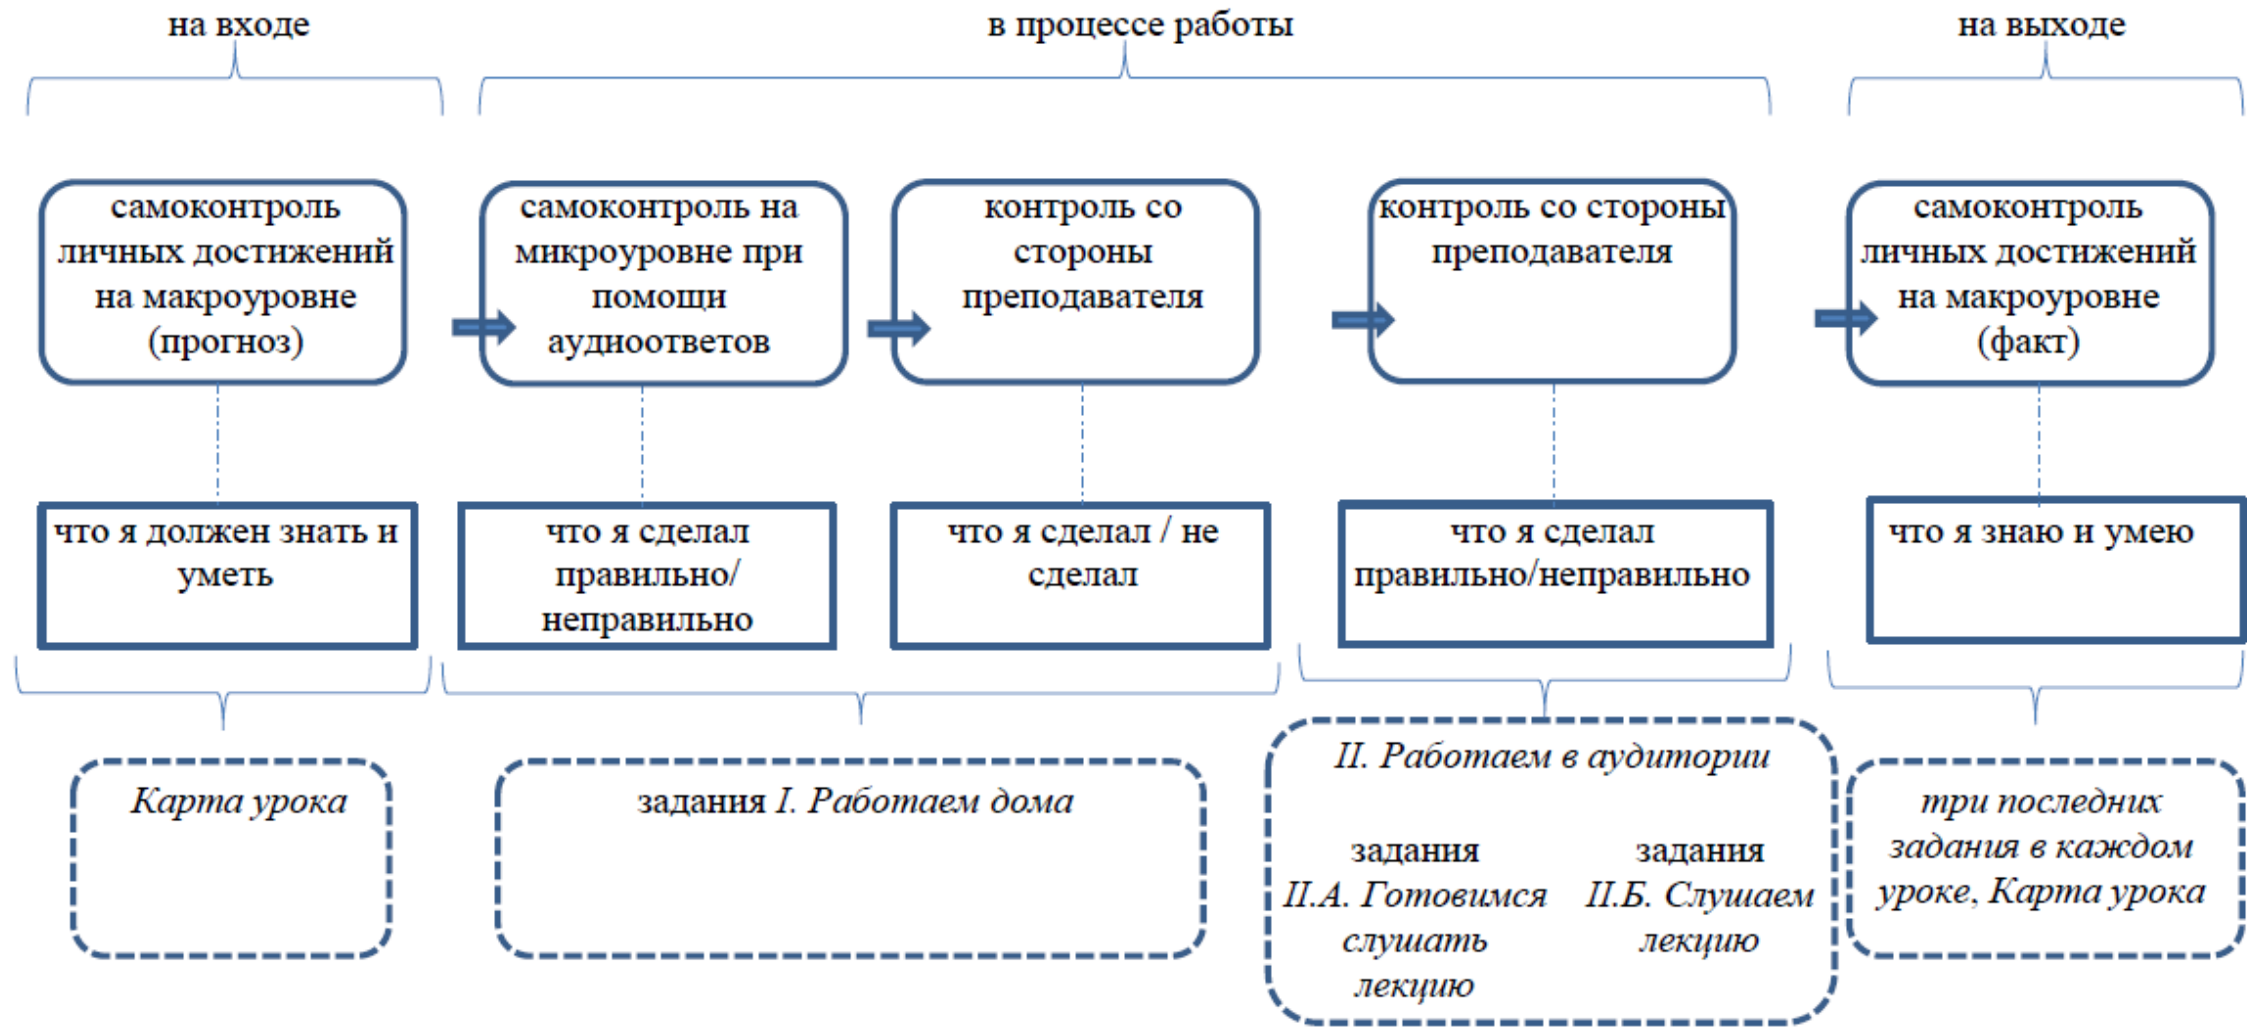 на входе
в процессе работы
на выходе
самоконтроль
личных достижений
на макроуровне
(прогноз)
самоконтроль на
микроуровне при
помощи
аудиоответов
контроль со
стороны
преподавателя
контроль со стороны
преподавателя
самоконтроль
личных достижений
на макроуровне
(факт)
что я должен знать и
уметь
что я сделал
правильно/
неправильно
что я сделал / не
сделал
что я сделал
правильно/неправильно
что я знаю и умею
Карта урока
задания I. Работаем дома
II. Работаем в аудитории
задания
II.А. Готовимся
слушать
лекцию
задания
II.Б. Слушаем
лекцию
три последних
задания в каждом
уроке, Карта урока